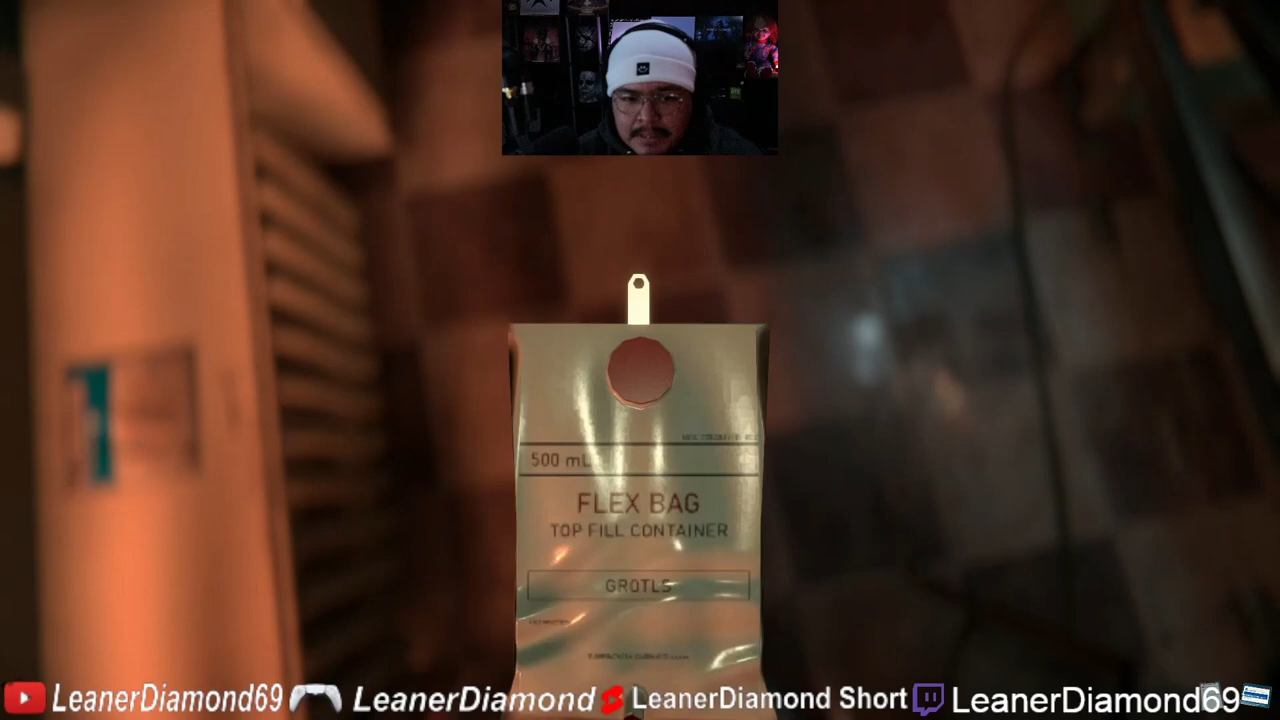 500 mL
FLEX BAG
TOP FILL CONTAINER
GROTLS
LeanerDiamond69 LeanerDiamond LeanerDiamond Short LeanerDiamond69